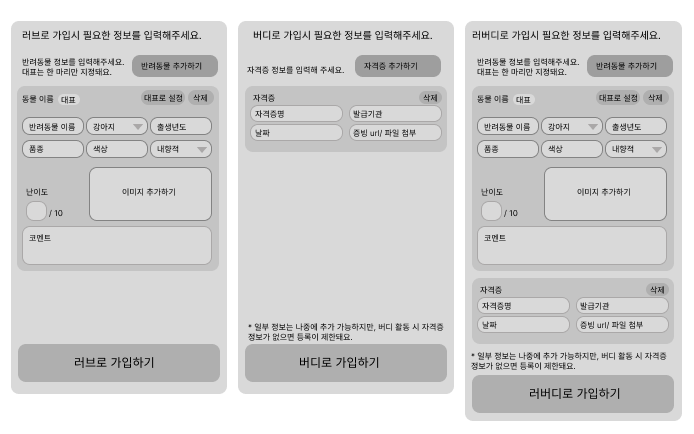 러브로 가입시 필요한 정보를 입력해주세요.
반려동물 정보를 입력해주세요.
대표는 한 마리만 지정돼요.
반려동물 추가하기
동물 이름
대표
대표로 설정
삭제
반려동물 이름
강아지
출생년도
품종
색상
내향적
난이도
/ 10
이미지 추가하기
코멘트
러브로 가입하기
버디로 가입시 필요한 정보를 입력해주세요.
자격증 정보를 입력해 주세요.
자격증 추가하기
자격증
삭제
자격증명
발급기관
날짜
증빙 url/ 파일 첨부
* 일부 정보는 나중에 추가 가능하지만, 버디 활동 시 자격증
정보가 없으면 등록이 제한돼요.
버디로 가입하기
러버디로 가입시 필요한 정보를 입력해주세요.
반려동물 정보를 입력해주세요.
대표는 한 마리만 지정돼요.
반려동물 추가하기
동물 이름
대표
대표로 설정
삭제
반려동물 이름
강아지
출생년도
품종
색상
내향적
난이도
/ 10
이미지 추가하기
코멘트
자격증
삭제
자격증명
발급기관
날짜
증빙 url/ 파일 첨부
* 일부 정보는 나중에 추가 가능하지만, 버디 활동 시 자격증
정보가 없으면 등록이 제한돼요.
러버디로 가입하기